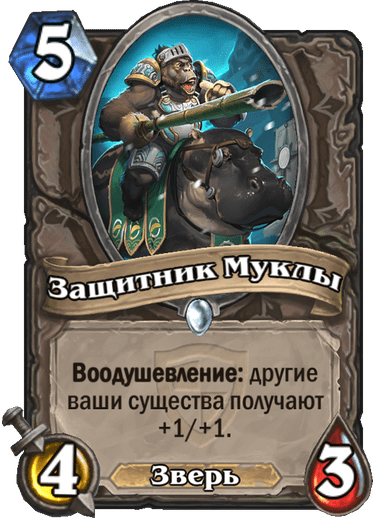 5
Защитник Муклы
Воодушевление: другие
ваши существа получают
+1/+1.
4
Зверь
3